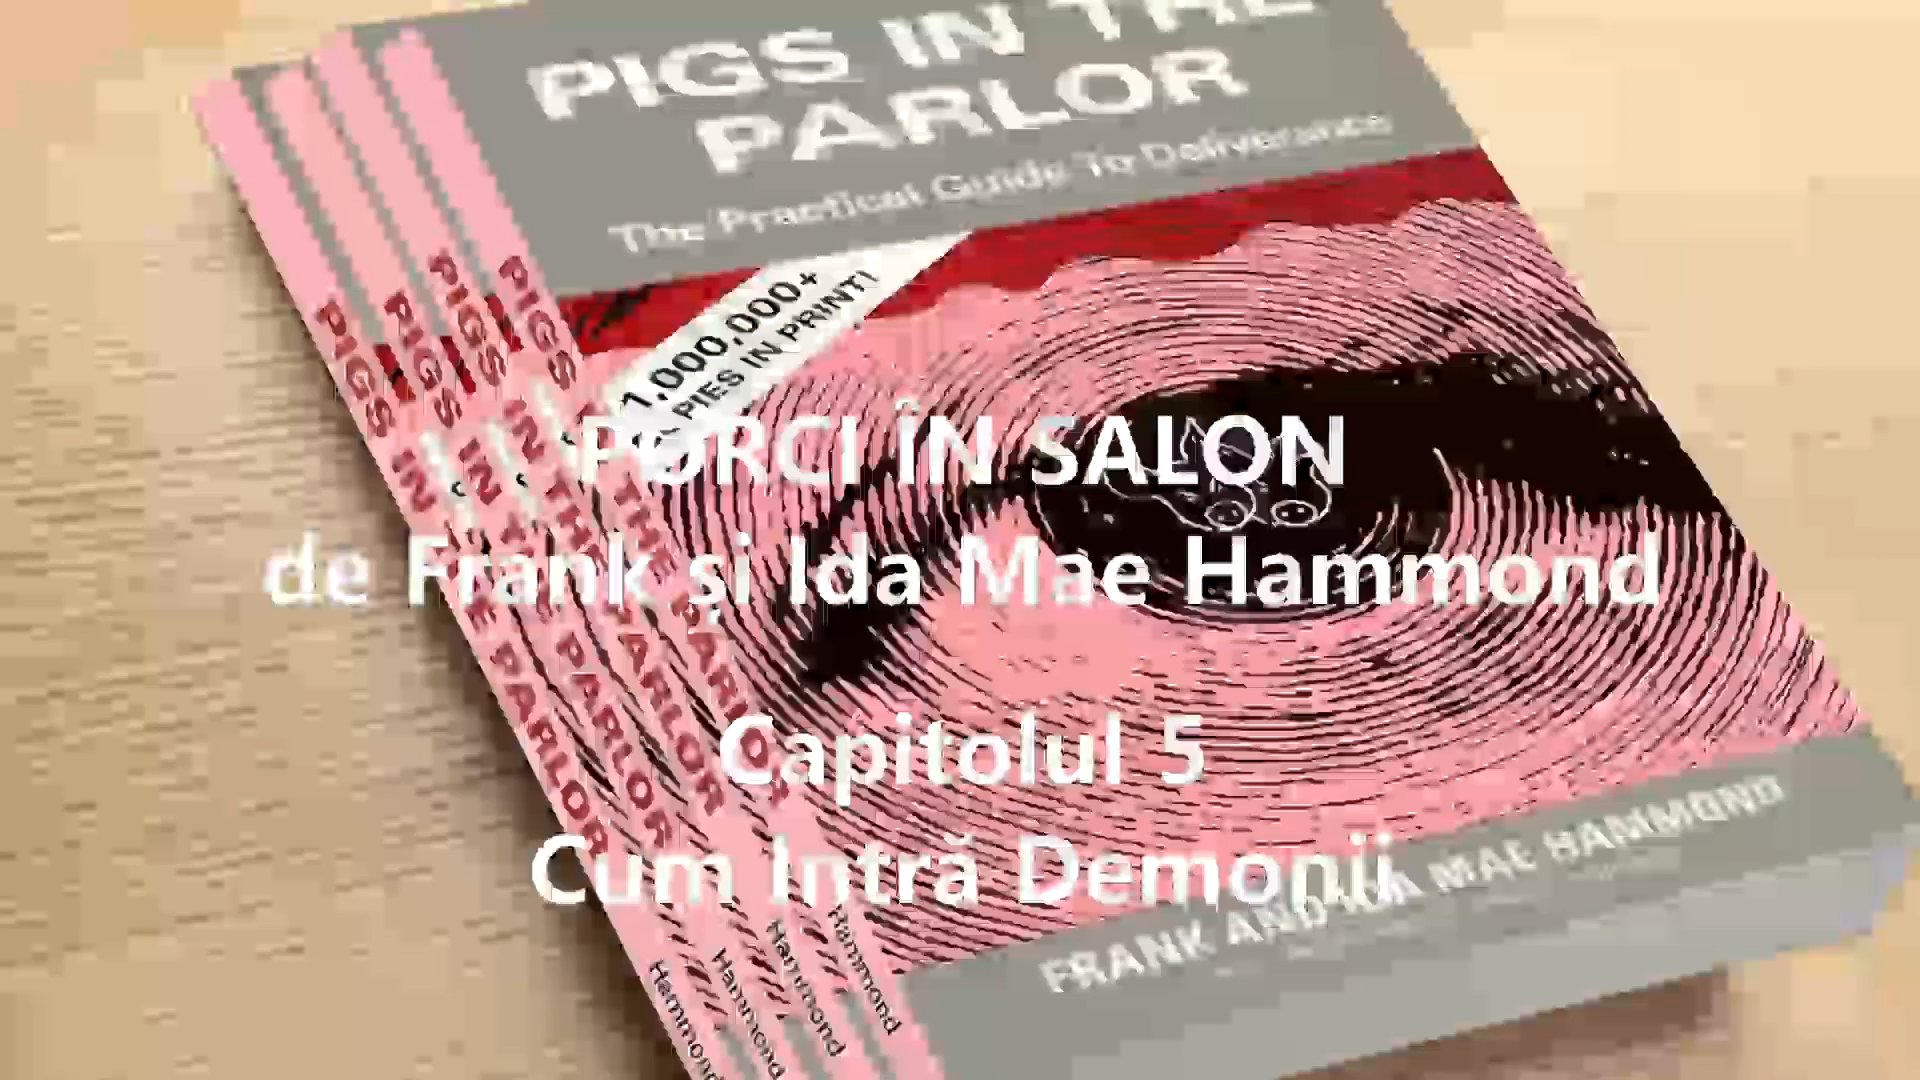 PIGS IN THE
PARLOR
The Practical Guide To Deliverance
1,000,000+
PIES IN PRINT!
PORCI ÎN SALON
de Frank și Ida Mae Hammond
Capitolul 5
Cum Intră Demonii
FRANK AND IDA MAE HAMMOND
PIGS IN THE PARLOR
PIGS IN THE PARLOR
PIGS IN THE PARLOR
PIGS IN THE PARLOR
Hammond
Hammond
Hammond
Hammond